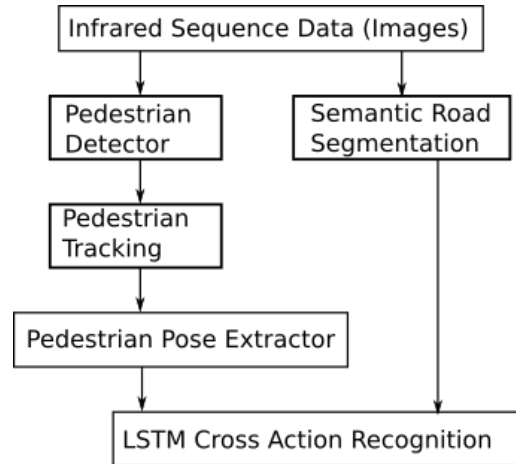 Infrared Sequence Data (Images)
Pedestrian
Detector
Semantic Road
Segmentation
Pedestrian
Tracking
Pedestrian Pose Extractor
LSTM Cross Action Recognition